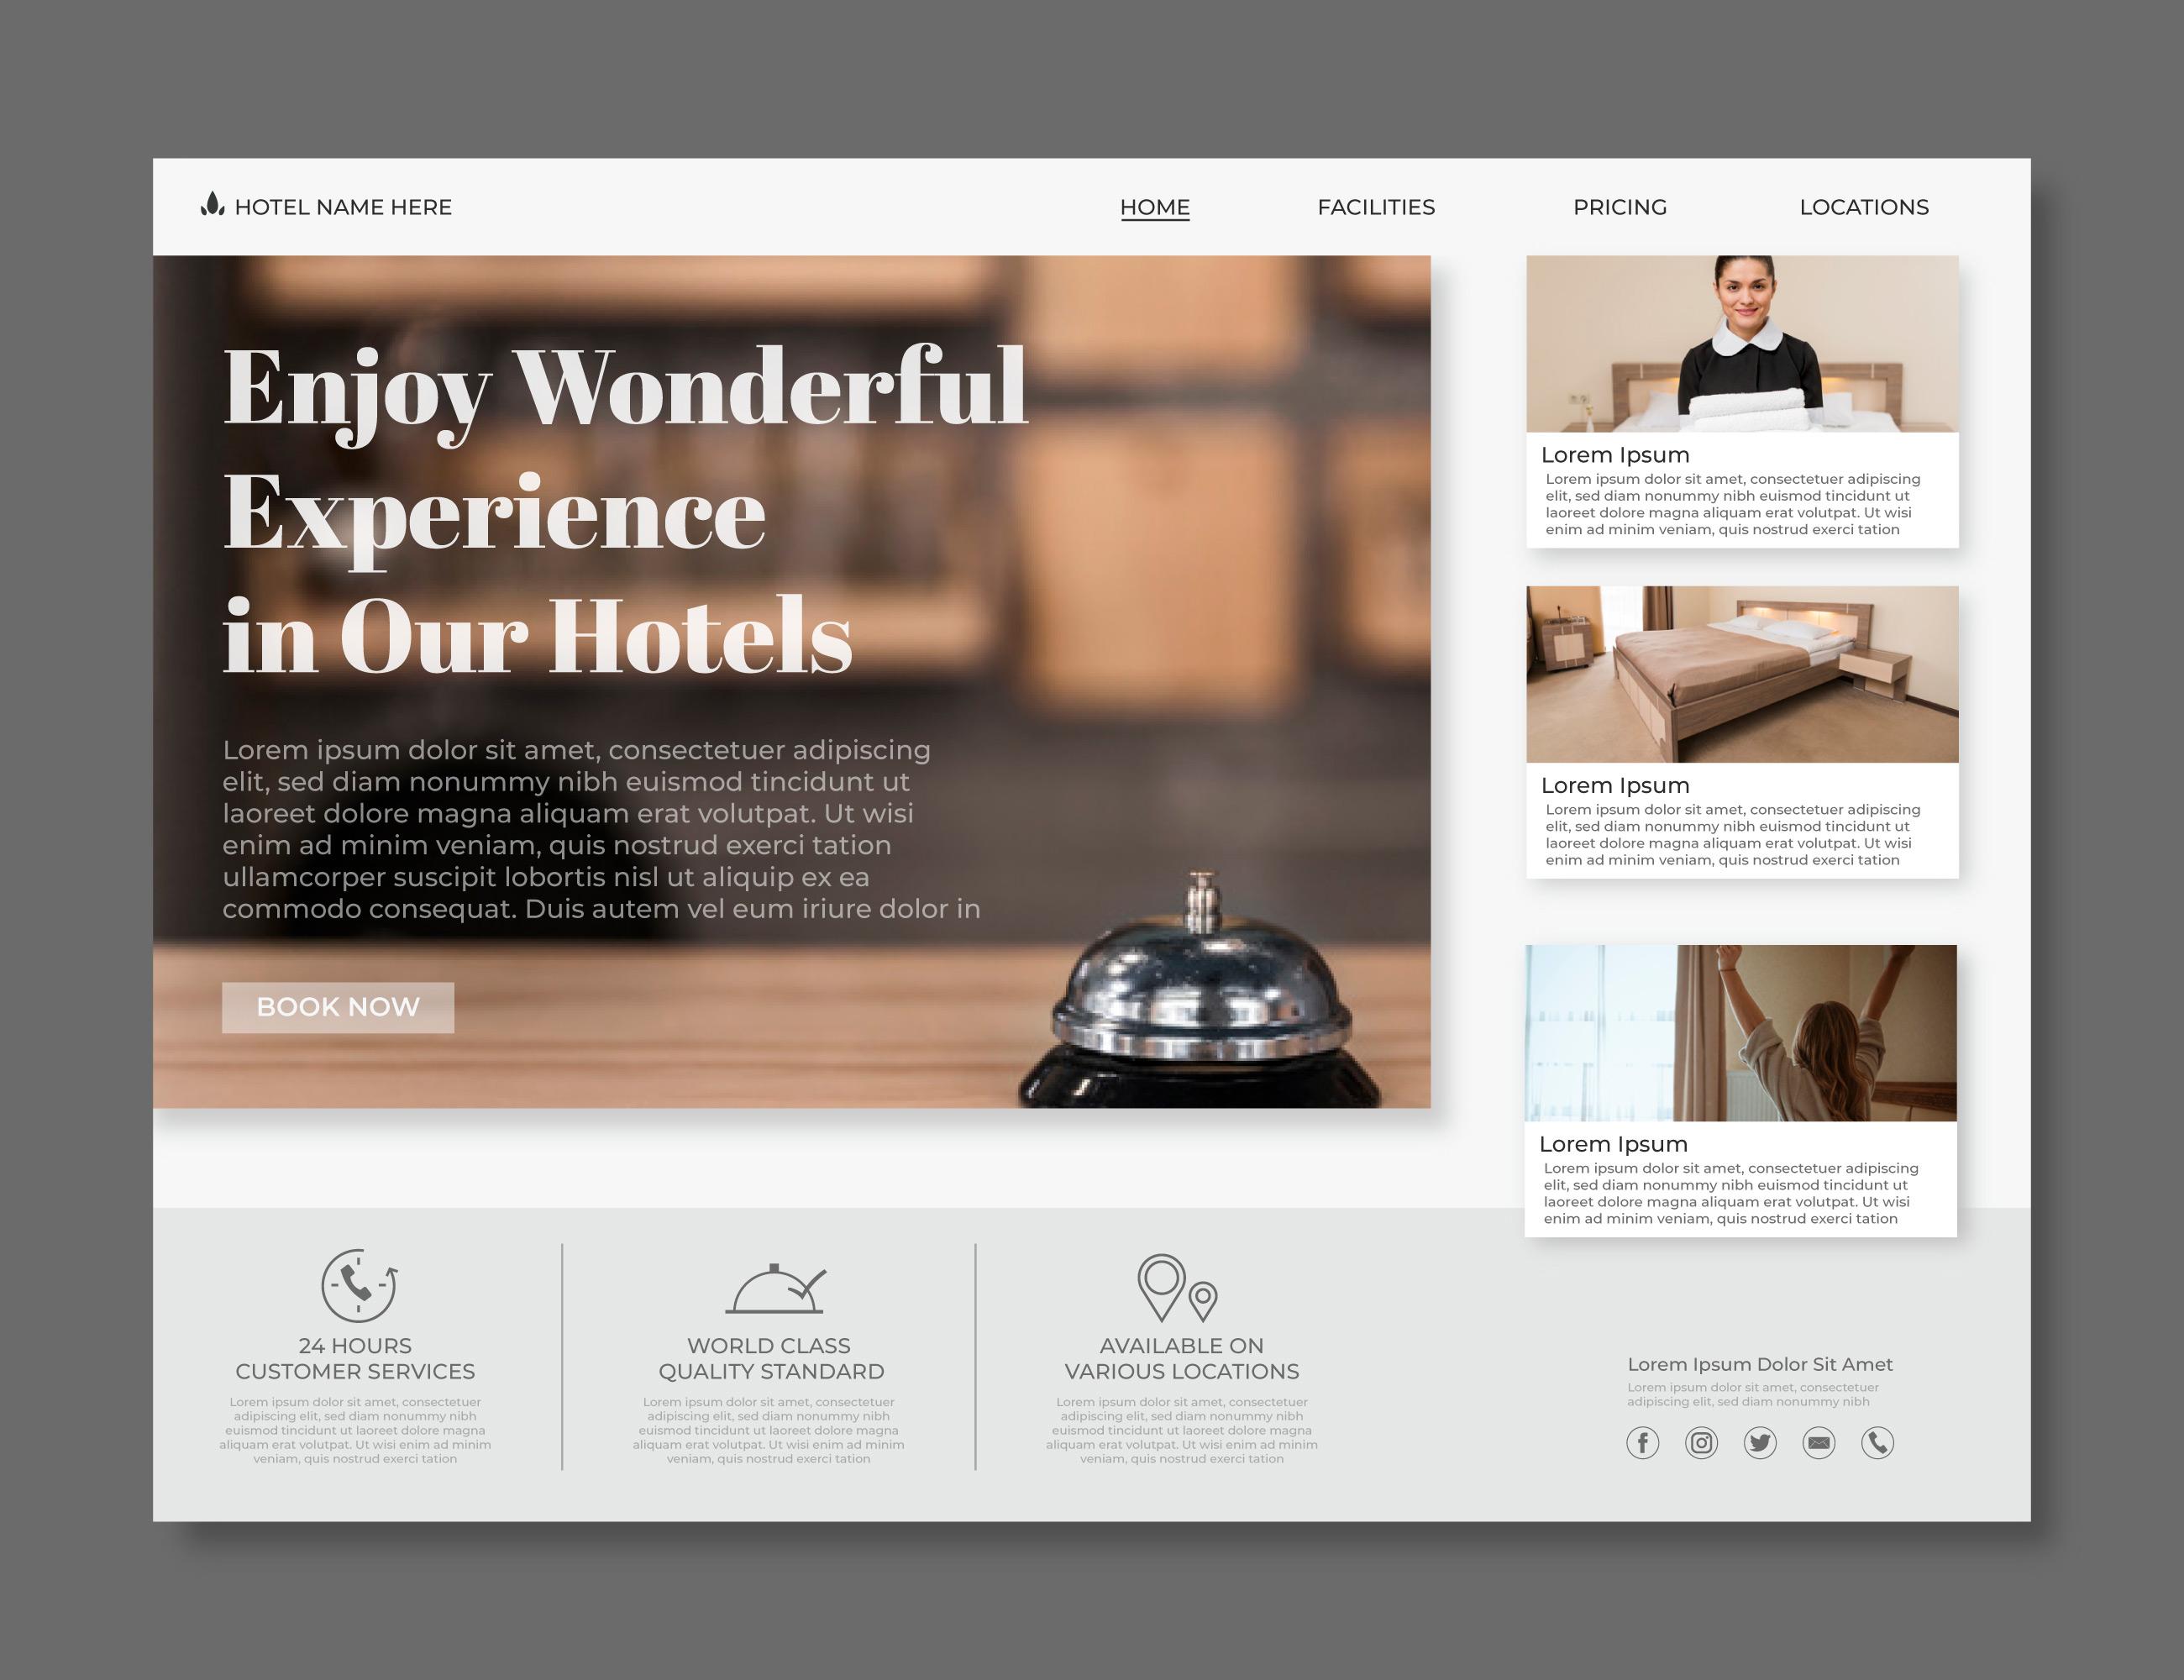 HOTEL NAME HERE
HOME
FACILITIES
PRICING
LOCATIONS
Enjoy Wonderful
Experience
in Our Hotels
Lorem ipsum dolor sit amet, consectetuer adipiscing
elit, sed diam nonummy nibh euismod tincidunt ut
laoreet dolore magna aliquam erat volutpat. Ut wisi
enim ad minim veniam, quis nostrud exerci tation
ullamcorper suscipit lobortis nisl ut aliquip ex ea
commodo consequat. Duis autem vel eum iriure dolor in
BOOK NOW
Lorem Ipsum
Lorem ipsum dolor sit amet, consectetuer adipiscing
elit, sed diam nonummy nibh euismod tincidunt ut
laoreet dolore magna aliquam erat volutpat. Ut wisi
enim ad minim veniam, quis nostrud exerci tation
Lorem Ipsum
Lorem ipsum dolor sit amet, consectetuer adipiscing
elit, sed diam nonummy nibh euismod tincidunt ut
laoreet dolore magna aliquam erat volutpat. Ut wisi
enim ad minim veniam, quis nostrud exerci tation
Lorem Ipsum
Lorem ipsum dolor sit amet, consectetuer adipiscing
elit, sed diam nonummy nibh euismod tincidunt ut
laoreet dolore magna aliquam erat volutpat. Ut wisi
enim ad minim veniam, quis nostrud exerci tation
24 HOURS
CUSTOMER SERVICES
Lorem ipsum dolor sit amet, consectetuer
adipiscing elit, sed diam nonummy nibh
euismod tincidunt ut laoreet dolore magna
aliquam erat volutpat. Ut wisi enim ad minim
veniam, quis nostrud exerci tation
WORLD CLASS
QUALITY STANDARD
Lorem ipsum dolor sit amet, consectetuer
adipiscing elit, sed diam nonummy nibh
euismod tincidunt ut laoreet dolore magna
aliquam erat volutpat. Ut wisi enim ad minim
veniam, quis nostrud exerci tation
AVAILABLE ON
VARIOUS LOCATIONS
Lorem ipsum dolor sit amet, consectetuer
adipiscing elit, sed diam nonummy nibh
euismod tincidunt ut laoreet dolore magna
aliquam erat volutpat. Ut wisi enim ad minim
veniam, quis nostrud exerci tation
Lorem Ipsum Dolor Sit Amet
Lorem ipsum dolor sit amet, consectetuer
adipiscing elit, sed diam nonummy nibh